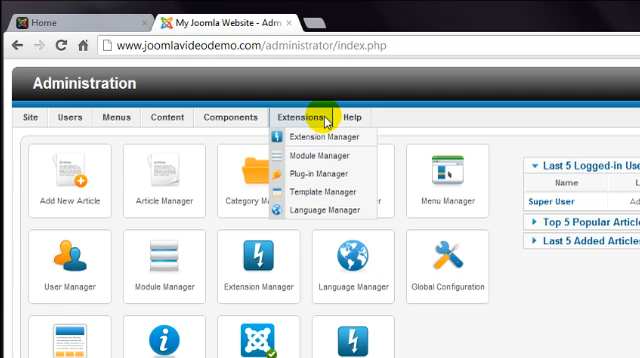 Home
My Joomla Website - Adm
www.joomlavideodemo.com/administrator/index.php
Administration
Site Users Menus Content Components Extensions Help
Extension Manager
Module Manager
Plug-in Manager
Template Manager
Language Manager
Add New Article Article Manager Category Ma Menu Manager
User Manager Module Manager Extension Manager Language Manager Global Configuration
Last 5 Logged-in Use
Name
Super User Ad
Top 5 Popular Article
Last 5 Added Articles